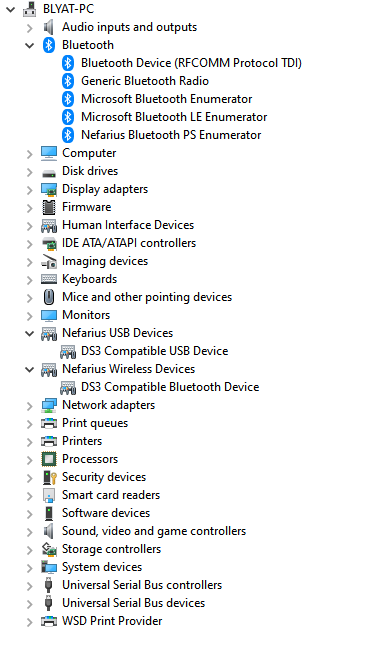 BLYAT-PC
Audio inputs and outputs
Bluetooth
Bluetooth Device (RFCOMM Protocol TDI)
Generic Bluetooth Radio
Microsoft Bluetooth Enumerator
Microsoft Bluetooth LE Enumerator
Nefarius Bluetooth PS Enumerator
Computer
Disk drives
Display adapters
Firmware
Human Interface Devices
IDE ATA/ATAPI controllers
Imaging devices
Keyboards
Mice and other pointing devices
Monitors
Nefarius USB Devices
DS3 Compatible USB Device
Nefarius Wireless Devices
DS3 Compatible Bluetooth Device
Network adapters
Print queues
Printers
Processors
Security devices
Smart card readers
Software devices
Sound, video and game controllers
Storage controllers
System devices
Universal Serial Bus controllers
Universal Serial Bus devices
WSD Print Provider